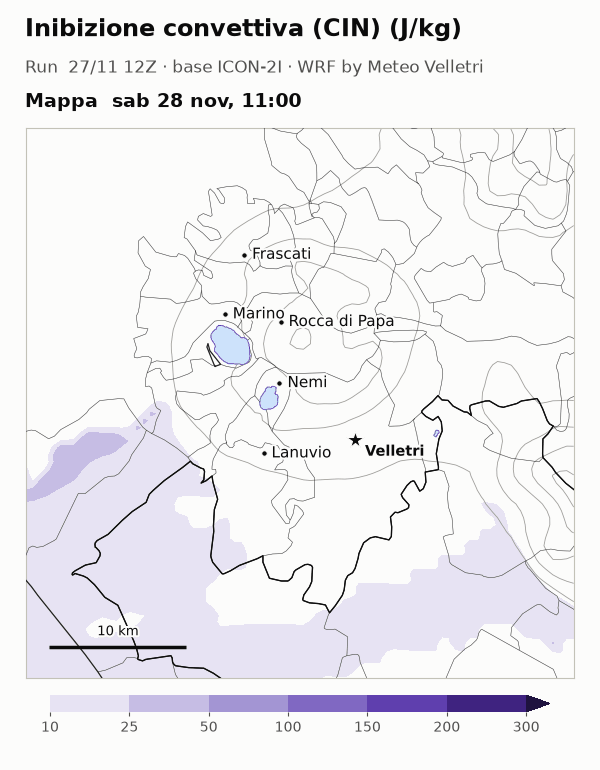 Inibizione convettiva (CIN) (J/kg)
Run 27/11 12Z · base ICON-2I · WRF by Meteo Velletri
Mappa sab 28 nov, 11:00
Frascati
Marino
Rocca di Papa
Nemi
Lanuvio
Velletri
10 km
10 25 50 100 150 200 300